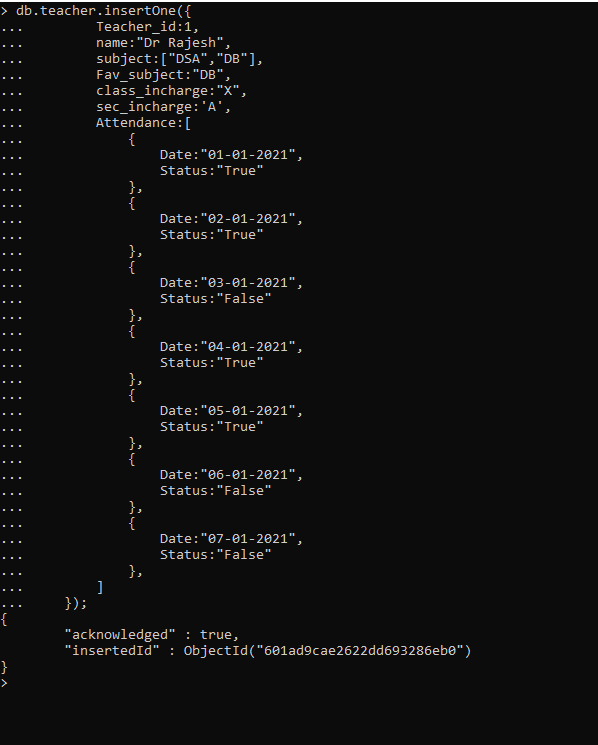 > db.teacher.insertOne({
...         Teacher_id:1,
...         name:"Dr Rajesh",
...         subject:["DSA","DB"],
...         Fav_subject:"DB",
...         class_incharge:"X",
...         sec_incharge:'A',
...         Attendance:[
...             {
...                 Date:"01-01-2021",
...                 Status:"True"
...             },
...             {
...                 Date:"02-01-2021",
...                 Status:"True"
...             },
...             {
...                 Date:"03-01-2021",
...                 Status:"False"
...             },
...             {
...                 Date:"04-01-2021",
...                 Status:"True"
...             },
...             {
...                 Date:"05-01-2021",
...                 Status:"True"
...             },
...             {
...                 Date:"06-01-2021",
...                 Status:"False"
...             },
...             {
...                 Date:"07-01-2021",
...                 Status:"False"
...             },
...         ]
...     });
{
        "acknowledged" : true,
        "insertedId" : ObjectId("601ad9cae2622dd693286eb0")
}
>